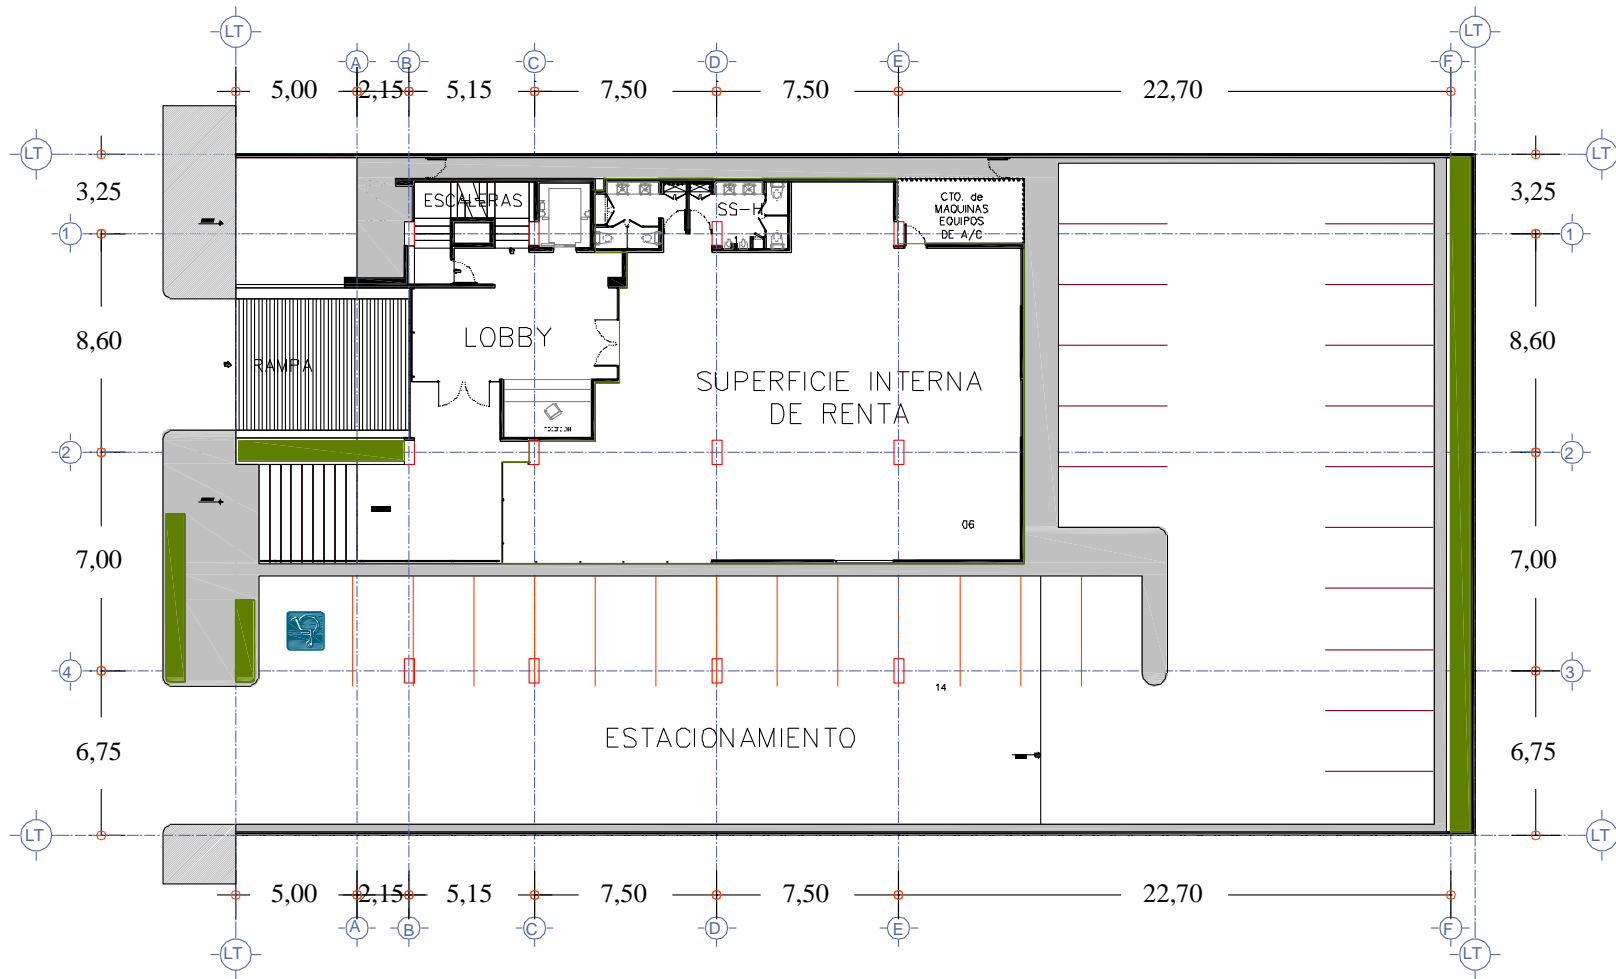 LT
LT
A
B
C
D
E
F
5,00
2,15
5,15
7,50
7,50
22,70
LT
LT
3,25
3,25
ESCALERAS
SS-H
CTO. de
MAQUINAS
EQUIPOS
DE A/C
1
1
8,60
8,60
LOBBY
RAMPA
SUPERFICIE INTERNA
DE RENTA
2
2
06
7,00
7,00
4
3
14
ESTACIONAMIENTO
6,75
6,75
LT
LT
5,00
2,15
5,15
7,50
7,50
22,70
A
B
C
D
E
F
LT
LT